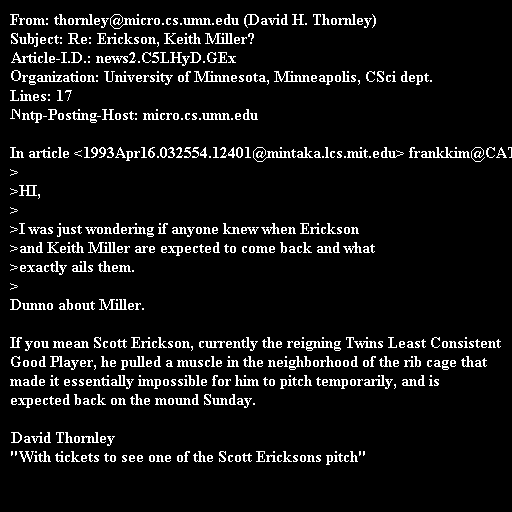 From: thornley@micro.cs.umn.edu (David H. Thornley)
Subject: Re: Erickson, Keith Miller?
Article-I.D.: news2.C5LHyD.GEx
Organization: University of Minnesota, Minneapolis, CSci dept.
Lines: 17
Nntp-Posting-Host: micro.cs.umn.edu

In article <1993Apr16.032554.12401@mintaka.lcs.mit.edu> frankkim@CAT
>
>HI,
>
>I was just wondering if anyone knew when Erickson
>and Keith Miller are expected to come back and what
>exactly ails them.
>
Dunno about Miller.

If you mean Scott Erickson, currently the reigning Twins Least Consistent
Good Player, he pulled a muscle in the neighborhood of the rib cage that
made it essentially impossible for him to pitch temporarily, and is
expected back on the mound Sunday.

David Thornley
"With tickets to see one of the Scott Ericksons pitch"